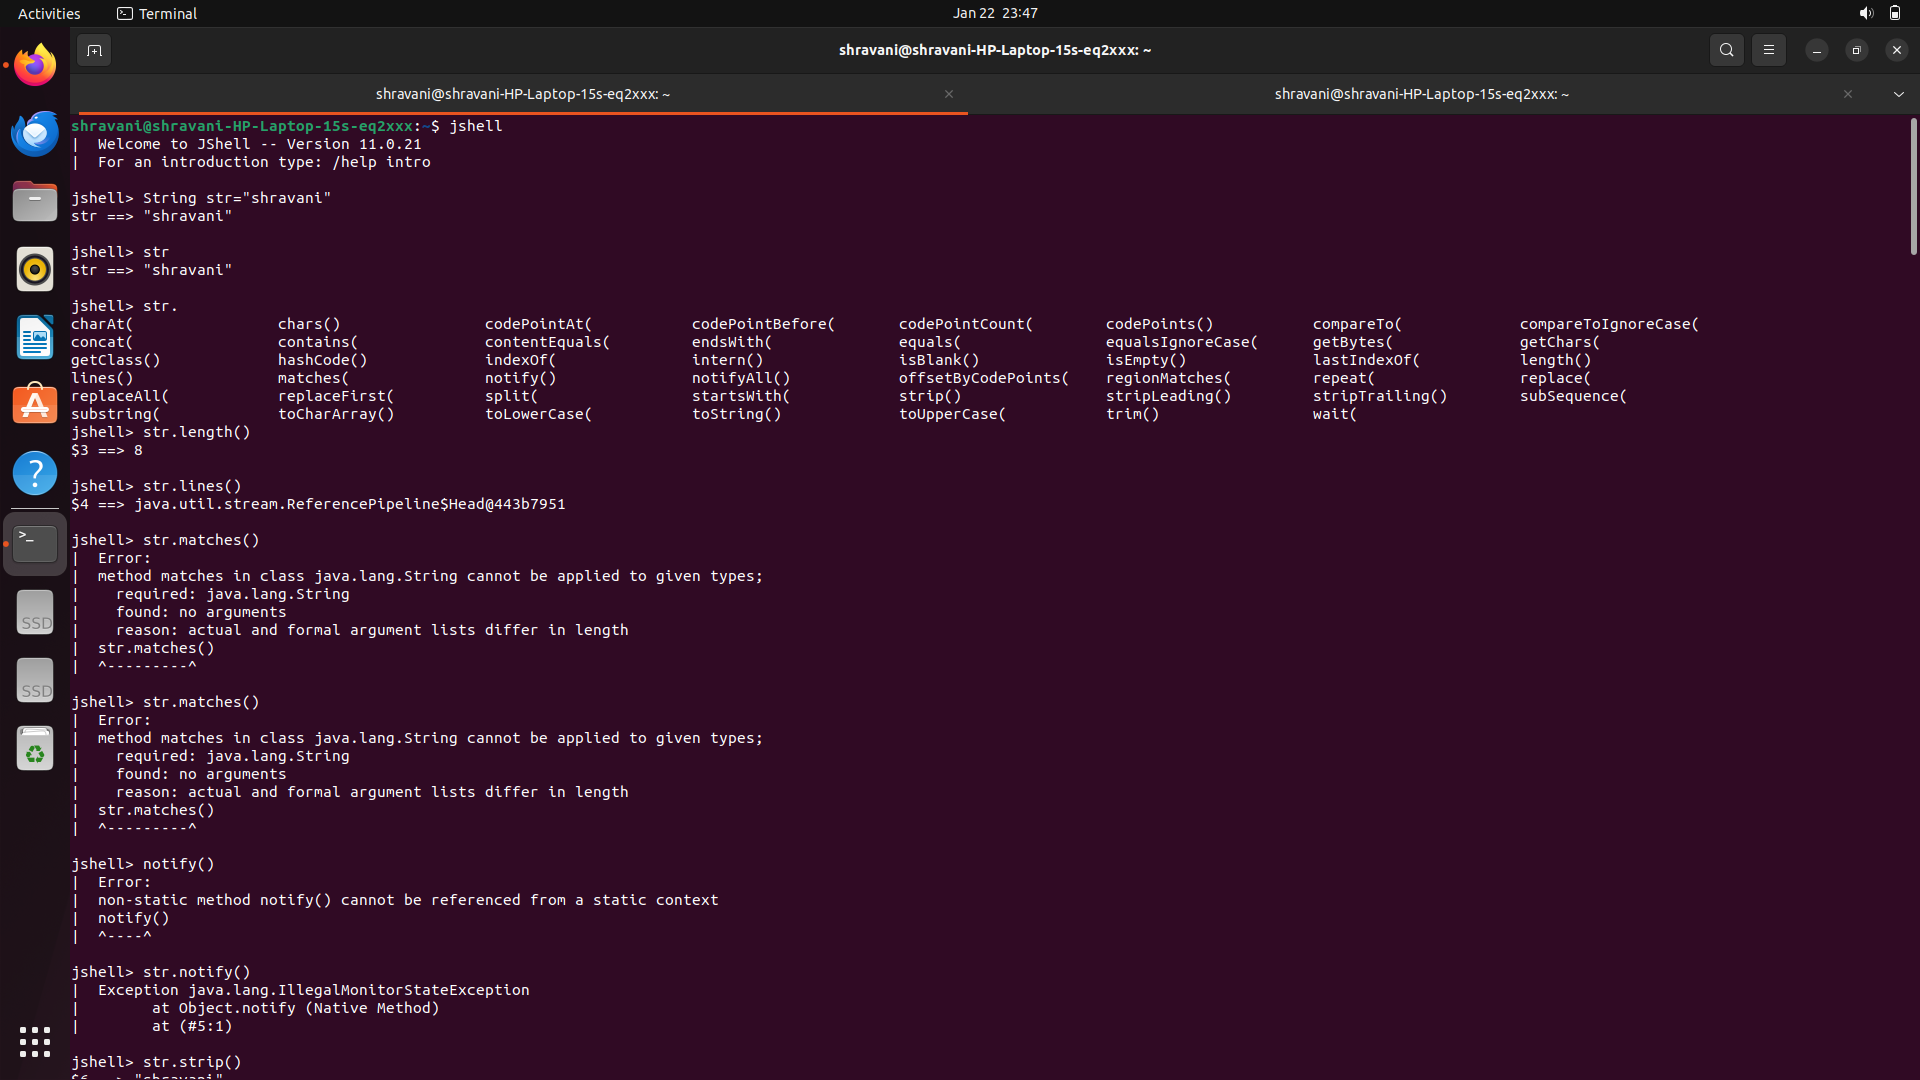 Activities Terminal Jan 22 23:47
shravani@shravani-HP-Laptop-15s-eq2xxx: ~
shravani@shravani-HP-Laptop-15s-eq2xxx: ~ shravani@shravani-HP-Laptop-15s-eq2xxx: ~
shravani@shravani-HP-Laptop-15s-eq2xxx:~$ jshell
|  Welcome to JShell -- Version 11.0.21
|  For an introduction type: /help intro
jshell> String str="shravani"
str ==> "shravani"
jshell> str
str ==> "shravani"
jshell> str.
charAt( chars() codePointAt( codePointBefore( codePointCount( codePoints() compareTo( compareToIgnoreCase(
concat( contains( contentEquals( endsWith( equals( equalsIgnoreCase( getBytes( getChars(
getClass() hashCode() indexOf( intern() isBlank() isEmpty() lastIndexOf( length()
lines() matches( notify() notifyAll() offsetByCodePoints( regionMatches( repeat( replace(
replaceAll( replaceFirst( split( startsWith( strip() stripLeading() stripTrailing() subSequence(
substring( toCharArray() toLowerCase( toString() toUpperCase( trim() wait(
jshell> str.length()
$3 ==> 8
jshell> str.lines()
$4 ==> java.util.stream.ReferencePipeline$Head@443b7951
jshell> str.matches()
|  Error:
|  method matches in class java.lang.String cannot be applied to given types;
|    required: java.lang.String
|    found: no arguments
|    reason: actual and formal argument lists differ in length
|  str.matches()
|  ^---------^
jshell> str.matches()
|  Error:
|  method matches in class java.lang.String cannot be applied to given types;
|    required: java.lang.String
|    found: no arguments
|    reason: actual and formal argument lists differ in length
|  str.matches()
|  ^---------^
jshell> notify()
|  Error:
|  non-static method notify() cannot be referenced from a static context
|  notify()
|  ^----^
jshell> str.notify()
|  Exception java.lang.IllegalMonitorStateException
|        at Object.notify (Native Method)
|        at (#5:1)
jshell> str.strip()
$6 ==> "shravani"
SSD
SSD